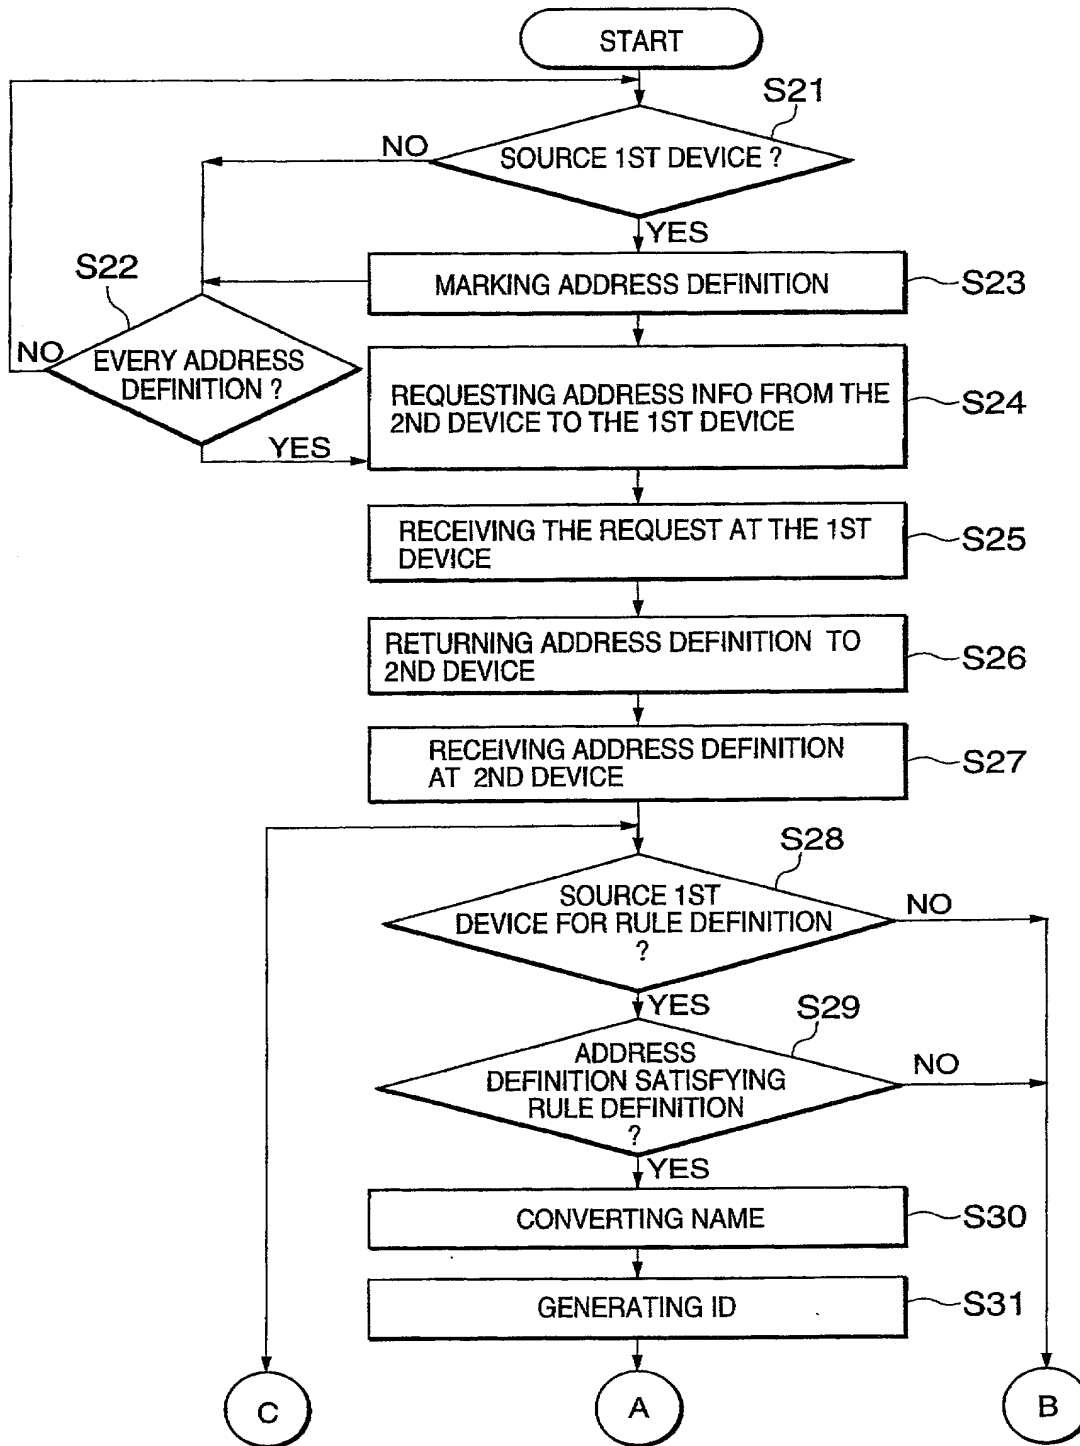 START
S21
SOURCE 1ST DEVICE ?
NO
YES
S22
MARKING ADDRESS DEFINITION
S23
EVERY ADDRESS
DEFINITION ?
NO
YES
REQUESTING ADDRESS INFO FROM THE
2ND DEVICE TO THE 1ST DEVICE
S24
RECEIVING THE REQUEST AT THE 1ST
DEVICE
S25
RETURNING ADDRESS DEFINITION TO
2ND DEVICE
S26
RECEIVING ADDRESS DEFINITION
AT 2ND DEVICE
S27
S28
SOURCE 1ST
DEVICE FOR RULE DEFINITION
?
NO
YES
S29
ADDRESS
DEFINITION SATISFYING
RULE DEFINITION
?
NO
YES
CONVERTING NAME
S30
GENERATING ID
S31
C
A
B